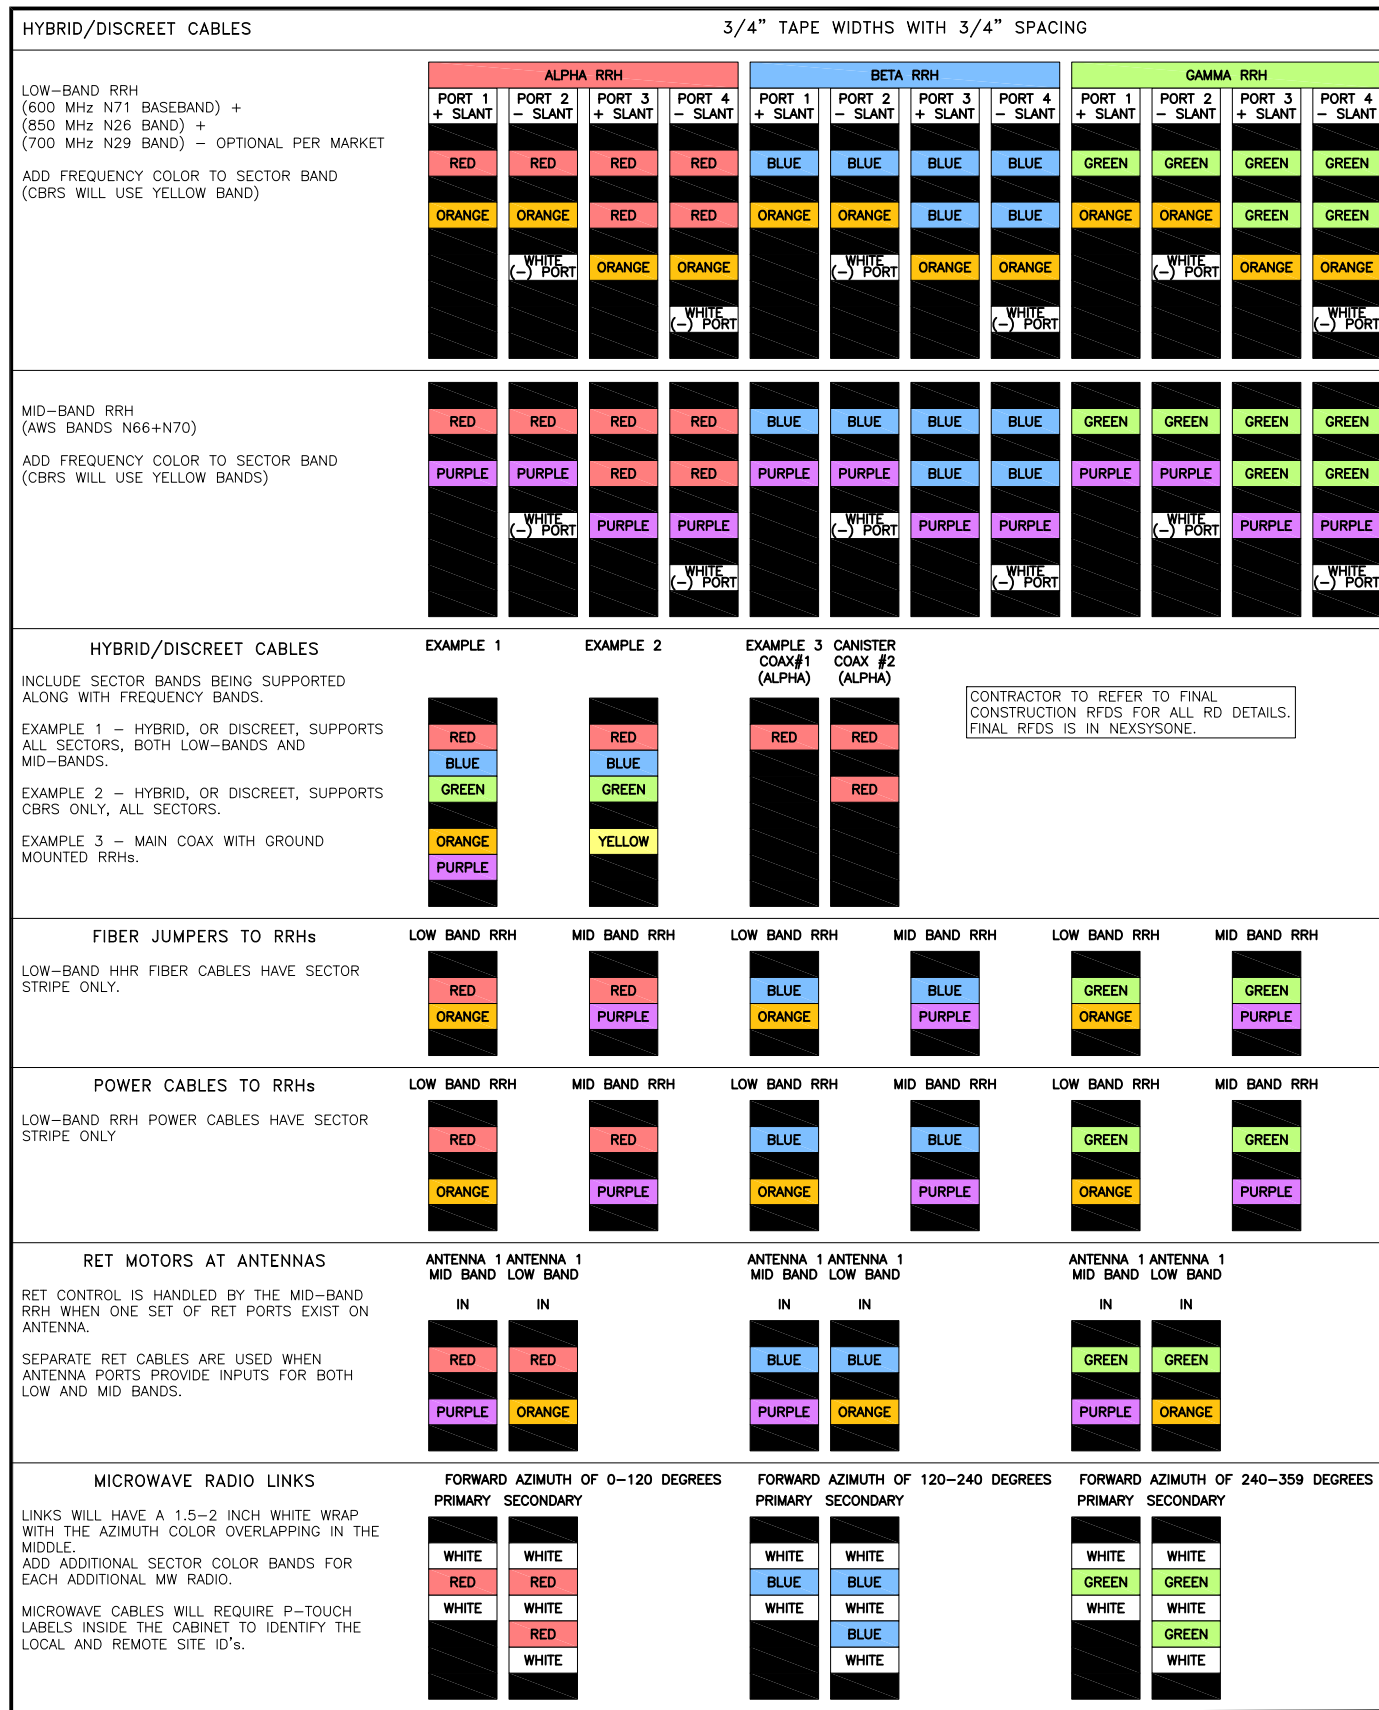 HYBRID/DISCREET CABLES
3/4" TAPE WIDTHS WITH 3/4" SPACING
LOW-BAND RRH
(600 MHz N71 BASEBAND) +
(850 MHz N26 BAND) +
(700 MHz N29 BAND) - OPTIONAL PER MARKET
ADD FREQUENCY COLOR TO SECTOR BAND
(CBRS WILL USE YELLOW BAND)
ALPHA RRH BETA RRH GAMMA RRH
PORT 1 PORT 2 PORT 3 PORT 4 PORT 1 PORT 2 PORT 3 PORT 4 PORT 1 PORT 2 PORT 3 PORT 4
+ SLANT - SLANT + SLANT - SLANT + SLANT - SLANT + SLANT - SLANT + SLANT - SLANT + SLANT - SLANT
RED RED RED RED BLUE BLUE BLUE BLUE GREEN GREEN GREEN GREEN
ORANGE ORANGE RED RED ORANGE ORANGE BLUE BLUE ORANGE ORANGE GREEN GREEN
WHITE (-) PORT ORANGE ORANGE WHITE (-) PORT ORANGE ORANGE WHITE (-) PORT ORANGE ORANGE
WHITE (-) PORT WHITE (-) PORT WHITE (-) PORT
MID-BAND RRH
(AWS BANDS N66+N70)
ADD FREQUENCY COLOR TO SECTOR BAND
(CBRS WILL USE YELLOW BANDS)
RED RED RED RED BLUE BLUE BLUE BLUE GREEN GREEN GREEN GREEN
PURPLE PURPLE RED RED PURPLE PURPLE BLUE BLUE PURPLE PURPLE GREEN GREEN
WHITE (-) PORT PURPLE PURPLE WHITE (-) PORT PURPLE PURPLE WHITE (-) PORT PURPLE PURPLE
WHITE (-) PORT WHITE (-) PORT WHITE (-) PORT
HYBRID/DISCREET CABLES
INCLUDE SECTOR BANDS BEING SUPPORTED
ALONG WITH FREQUENCY BANDS.
EXAMPLE 1 - HYBRID, OR DISCREET, SUPPORTS
ALL SECTORS, BOTH LOW-BANDS AND
MID-BANDS.
EXAMPLE 2 - HYBRID, OR DISCREET, SUPPORTS
CBRS ONLY, ALL SECTORS.
EXAMPLE 3 - MAIN COAX WITH GROUND
MOUNTED RRHs.
EXAMPLE 1
RED
BLUE
GREEN
ORANGE
PURPLE
EXAMPLE 2
RED
BLUE
GREEN
YELLOW
EXAMPLE 3
COAX#1
(ALPHA)
RED
CANISTER
COAX #2
(ALPHA)
RED
RED
CONTRACTOR TO REFER TO FINAL
CONSTRUCTION RFDS FOR ALL RD DETAILS.
FINAL RFDS IS IN NEXSYSONE.
FIBER JUMPERS TO RRHs
LOW-BAND HHR FIBER CABLES HAVE SECTOR
STRIPE ONLY.
LOW BAND RRH MID BAND RRH LOW BAND RRH MID BAND RRH LOW BAND RRH MID BAND RRH
RED RED BLUE BLUE GREEN GREEN
ORANGE PURPLE ORANGE PURPLE ORANGE PURPLE
POWER CABLES TO RRHs
LOW-BAND RRH POWER CABLES HAVE SECTOR
STRIPE ONLY
LOW BAND RRH MID BAND RRH LOW BAND RRH MID BAND RRH LOW BAND RRH MID BAND RRH
RED RED BLUE BLUE GREEN GREEN
ORANGE PURPLE ORANGE PURPLE ORANGE PURPLE
RET MOTORS AT ANTENNAS
RET CONTROL IS HANDLED BY THE MID-BAND
RRH WHEN ONE SET OF RET PORTS EXIST ON
ANTENNA.
SEPARATE RET CABLES ARE USED WHEN
ANTENNA PORTS PROVIDE INPUTS FOR BOTH
LOW AND MID BANDS.
ANTENNA 1 ANTENNA 1 ANTENNA 1 ANTENNA 1 ANTENNA 1 ANTENNA 1
MID BAND LOW BAND MID BAND LOW BAND MID BAND LOW BAND
IN IN IN IN IN IN
RED RED BLUE BLUE GREEN GREEN
PURPLE ORANGE PURPLE ORANGE PURPLE ORANGE
MICROWAVE RADIO LINKS
LINKS WILL HAVE A 1.5-2 INCH WHITE WRAP
WITH THE AZIMUTH COLOR OVERLAPPING IN THE
MIDDLE.
ADD ADDITIONAL SECTOR COLOR BANDS FOR
EACH ADDITIONAL MW RADIO.
MICROWAVE CABLES WILL REQUIRE P-TOUCH
LABELS INSIDE THE CABINET TO IDENTIFY THE
LOCAL AND REMOTE SITE ID's.
FORWARD AZIMUTH OF 0-120 DEGREES FORWARD AZIMUTH OF 120-240 DEGREES FORWARD AZIMUTH OF 240-359 DEGREES
PRIMARY SECONDARY PRIMARY SECONDARY PRIMARY SECONDARY
WHITE WHITE WHITE WHITE WHITE WHITE
RED RED BLUE BLUE GREEN GREEN
WHITE WHITE WHITE WHITE WHITE WHITE
RED BLUE GREEN
WHITE WHITE WHITE